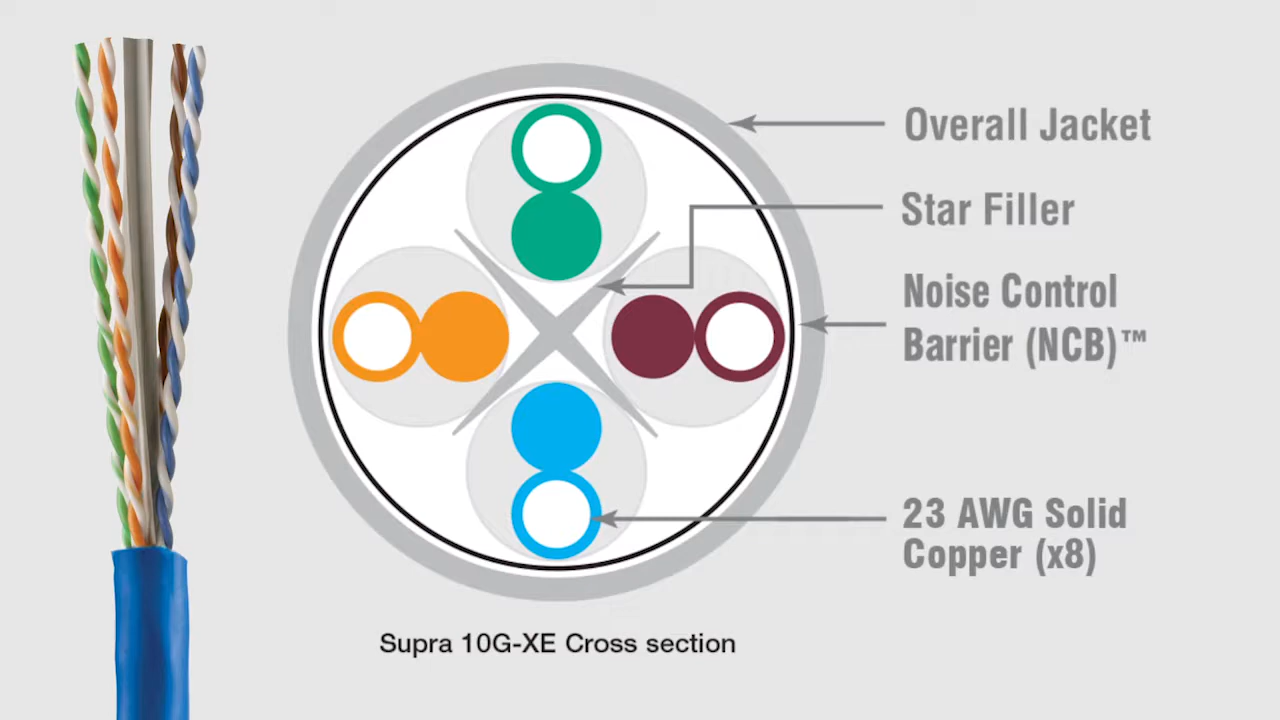 Overall Jacket
Star Filler
Noise Control
Barrier (NCB)™
23 AWG Solid
Copper (x8)
Supra 10G-XE Cross section